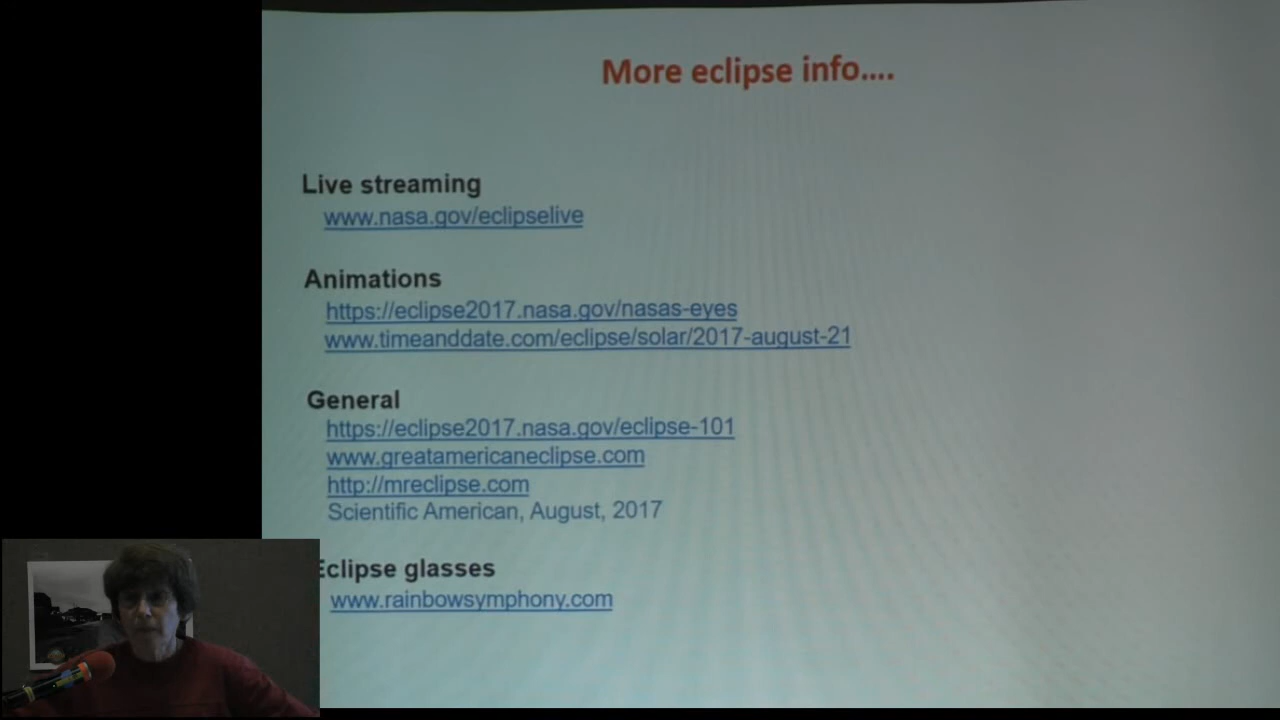 More eclipse info....
Live streaming
www.nasa.gov/eclipselive
Animations
https://eclipse2017.nasa.gov/nasas-eyes
www.timeanddate.com/eclipse/solar/2017-august-21
General
https://eclipse2017.nasa.gov/eclipse-101
www.greatamericaneclipse.com
http://mreclipse.com
Scientific American, August, 2017
Eclipse glasses
www.rainbowsymphony.com